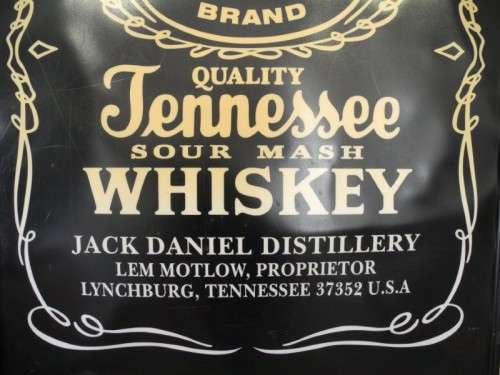 BRAND
QUALITY
Tennessee
SOUR MASH
WHISKEY
JACK DANIEL DISTILLERY
LEM MOTLOW, PROPRIETOR
LYNCHBURG, TENNESSEE 37352 U.S.A